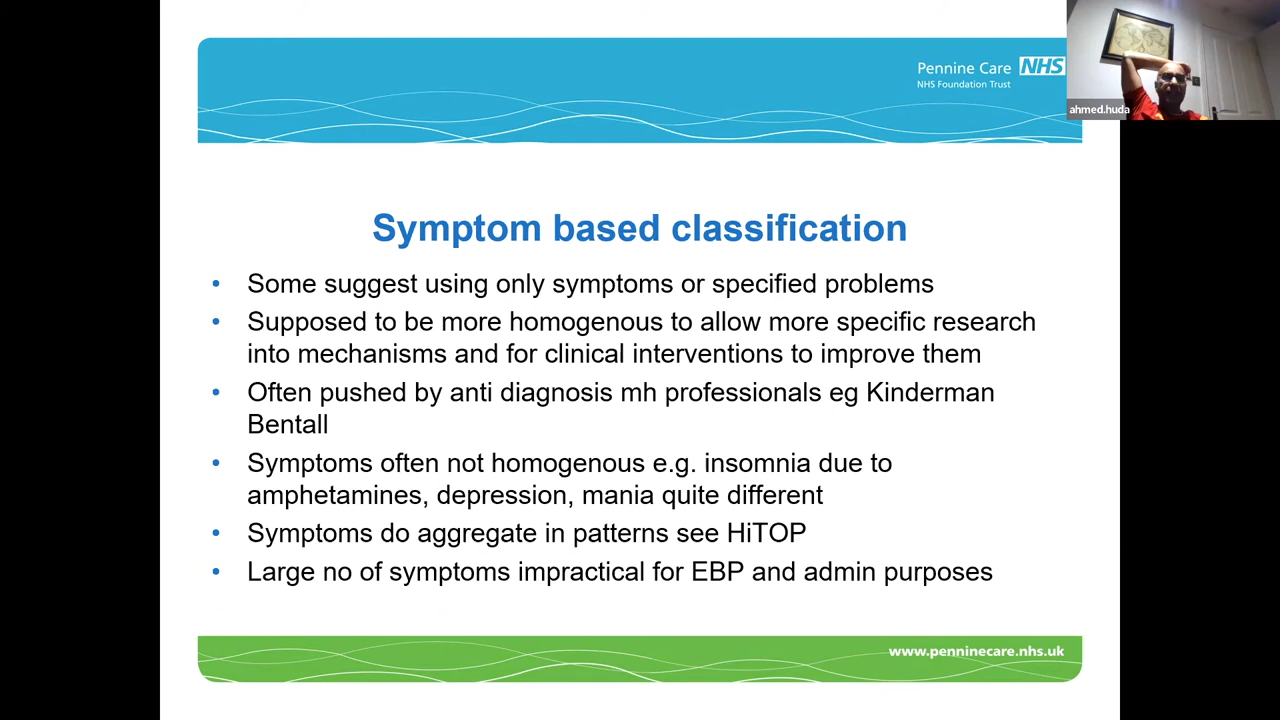 Pennine Care NHS
NHS Foundation Trust
ahmed.huda
Symptom based classification
• Some suggest using only symptoms or specified problems
• Supposed to be more homogenous to allow more specific research
into mechanisms and for clinical interventions to improve them
• Often pushed by anti diagnosis mh professionals eg Kinderman
Bentall
• Symptoms often not homogenous e.g. insomnia due to
amphetamines, depression, mania quite different
• Symptoms do aggregate in patterns see HiTOP
• Large no of symptoms impractical for EBP and admin purposes
www.penninecare.nhs.uk